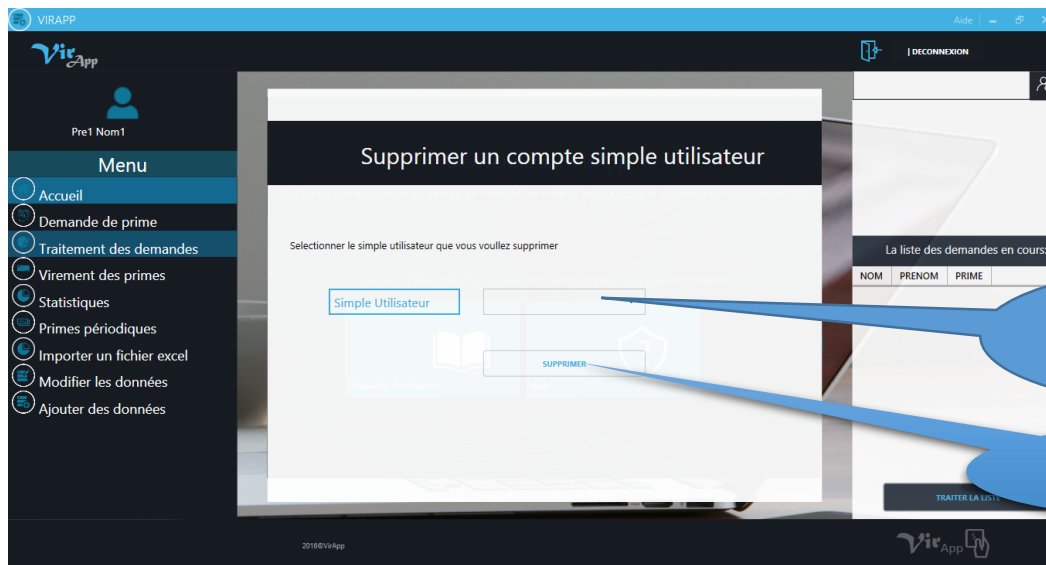 VIRAPP
Aide
VirApp
| DECONNEXION
Pre1 Nom1
Menu
Accueil
Demande de prime
Traitement des demandes
Virement des primes
Statistiques
Primes périodiques
Importer un fichier excel
Modifier les données
Ajouter des données
Supprimer un compte simple utilisateur
Selectionner le simple utilisateur que vous voullez supprimer
Simple Utilisateur
SUPPRIMER
La liste des demandes en cours:
NOM PRENOM PRIME
TRAITER LA LISTE
2016©VirApp
VirApp